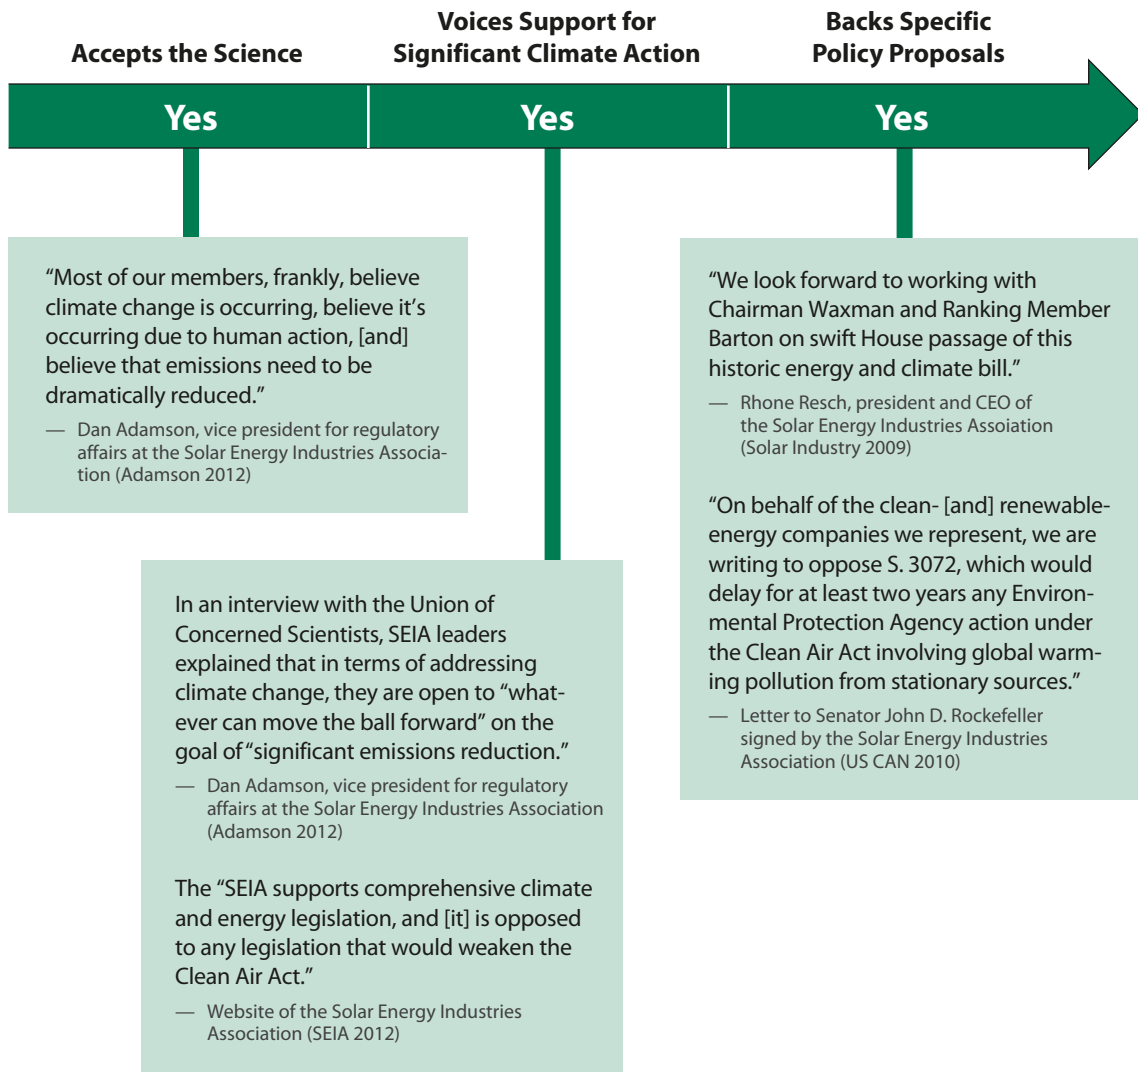 Accepts the Science
Voices Support for
Significant Climate Action
Backs Specific
Policy Proposals
Yes
Yes
Yes
“Most of our members, frankly, believe
climate change is occurring, believe it’s
occurring due to human action, [and]
believe that emissions need to be
dramatically reduced.”
— Dan Adamson, vice president for regulatory
affairs at the Solar Energy Industries Associa-
tion (Adamson 2012)
In an interview with the Union of
Concerned Scientists, SEIA leaders
explained that in terms of addressing
climate change, they are open to “what-
ever can move the ball forward” on the
goal of “significant emissions reduction.”
— Dan Adamson, vice president for regulatory
affairs at the Solar Energy Industries Association
(Adamson 2012)
The “SEIA supports comprehensive climate
and energy legislation, and [it] is opposed
to any legislation that would weaken the
Clean Air Act.”
— Website of the Solar Energy Industries
Association (SEIA 2012)
“We look forward to working with
Chairman Waxman and Ranking Member
Barton on swift House passage of this
historic energy and climate bill.”
— Rhone Resch, president and CEO of
the Solar Energy Industries Assoiation
(Solar Industry 2009)
“On behalf of the clean- [and] renewable-
energy companies we represent, we are
writing to oppose S. 3072, which would
delay for at least two years any Environ-
mental Protection Agency action under
the Clean Air Act involving global warm-
ing pollution from stationary sources.”
— Letter to Senator John D. Rockefeller
signed by the Solar Energy Industries
Association (US CAN 2010)